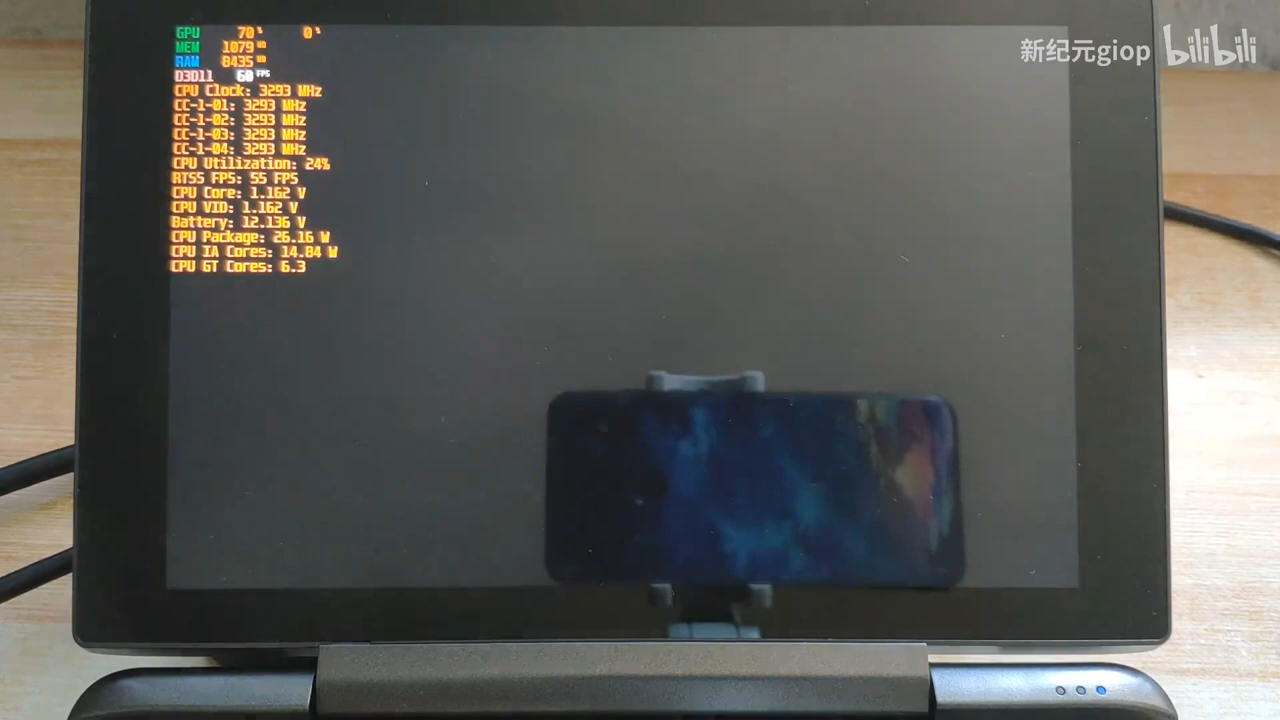 GPU 70% 0%
MEM 1079 MB
RAM 8435 MB
D3D11 60 FPS
CPU Clock: 3293 MHz
CC-1-01: 3293 MHz
CC-1-02: 3293 MHz
CC-1-03: 3293 MHz
CC-1-04: 3293 MHz
CPU Utilization: 24%
RTSS FPS: 55 FPS
CPU Core: 1.162 V
CPU VID: 1.162 V
Battery: 12.136 V
CPU Package: 26.16 W
CPU IA Cores: 14.84 W
CPU GT Cores: 6.3
新纪元giop bilibili